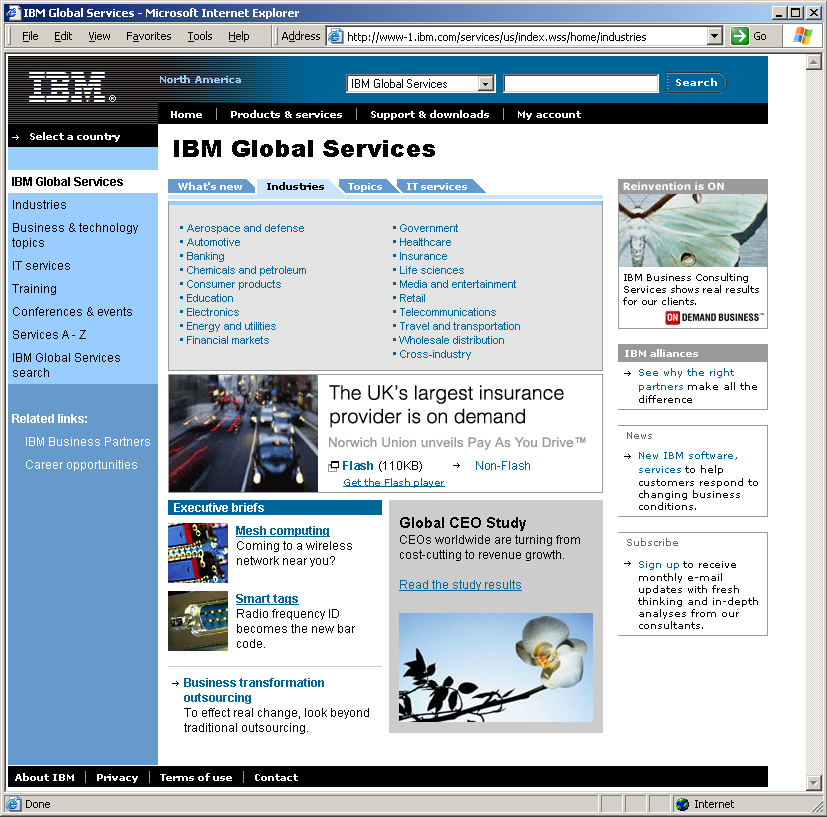 IBM Global Services - Microsoft Internet Explorer
File Edit View Favorites Tools Help Address http://www-1.ibm.com/services/us/index.wss/home/industries Go
IBM®
North America
IBM Global Services Search
Home Products & services Support & downloads My account
Select a country
IBM Global Services
IBM Global Services
Industries
Business & technology
topics
IT services
Training
Conferences & events
Services A - Z
IBM Global Services
search
Related links:
IBM Business Partners
Career opportunities
What's new Industries Topics IT services
Aerospace and defense
Automotive
Banking
Chemicals and petroleum
Consumer products
Education
Electronics
Energy and utilities
Financial markets
Government
Healthcare
Insurance
Life sciences
Media and entertainment
Retail
Telecommunications
Travel and transportation
Wholesale distribution
Cross-industry
The UK's largest insurance
provider is on demand
Norwich Union unveils Pay As You Drive™
Flash (110KB) → Non-Flash
Get the Flash player
Executive briefs
Mesh computing
Coming to a wireless
network near you?
Smart tags
Radio frequency ID
becomes the new bar
code.
Business transformation
outsourcing
To effect real change, look beyond
traditional outsourcing.
Global CEO Study
CEOs worldwide are turning from
cost-cutting to revenue growth.
Read the study results
Reinvention is ON
IBM Business Consulting
Services shows real results
for our clients.
ON DEMAND BUSINESS™
IBM alliances
See why the right
partners make all the
difference
News
New IBM software,
services to help
customers respond to
changing business
conditions.
Subscribe
Sign up to receive
monthly e-mail
updates with fresh
thinking and in-depth
analyses from our
consultants.
About IBM Privacy Terms of use Contact
Done Internet